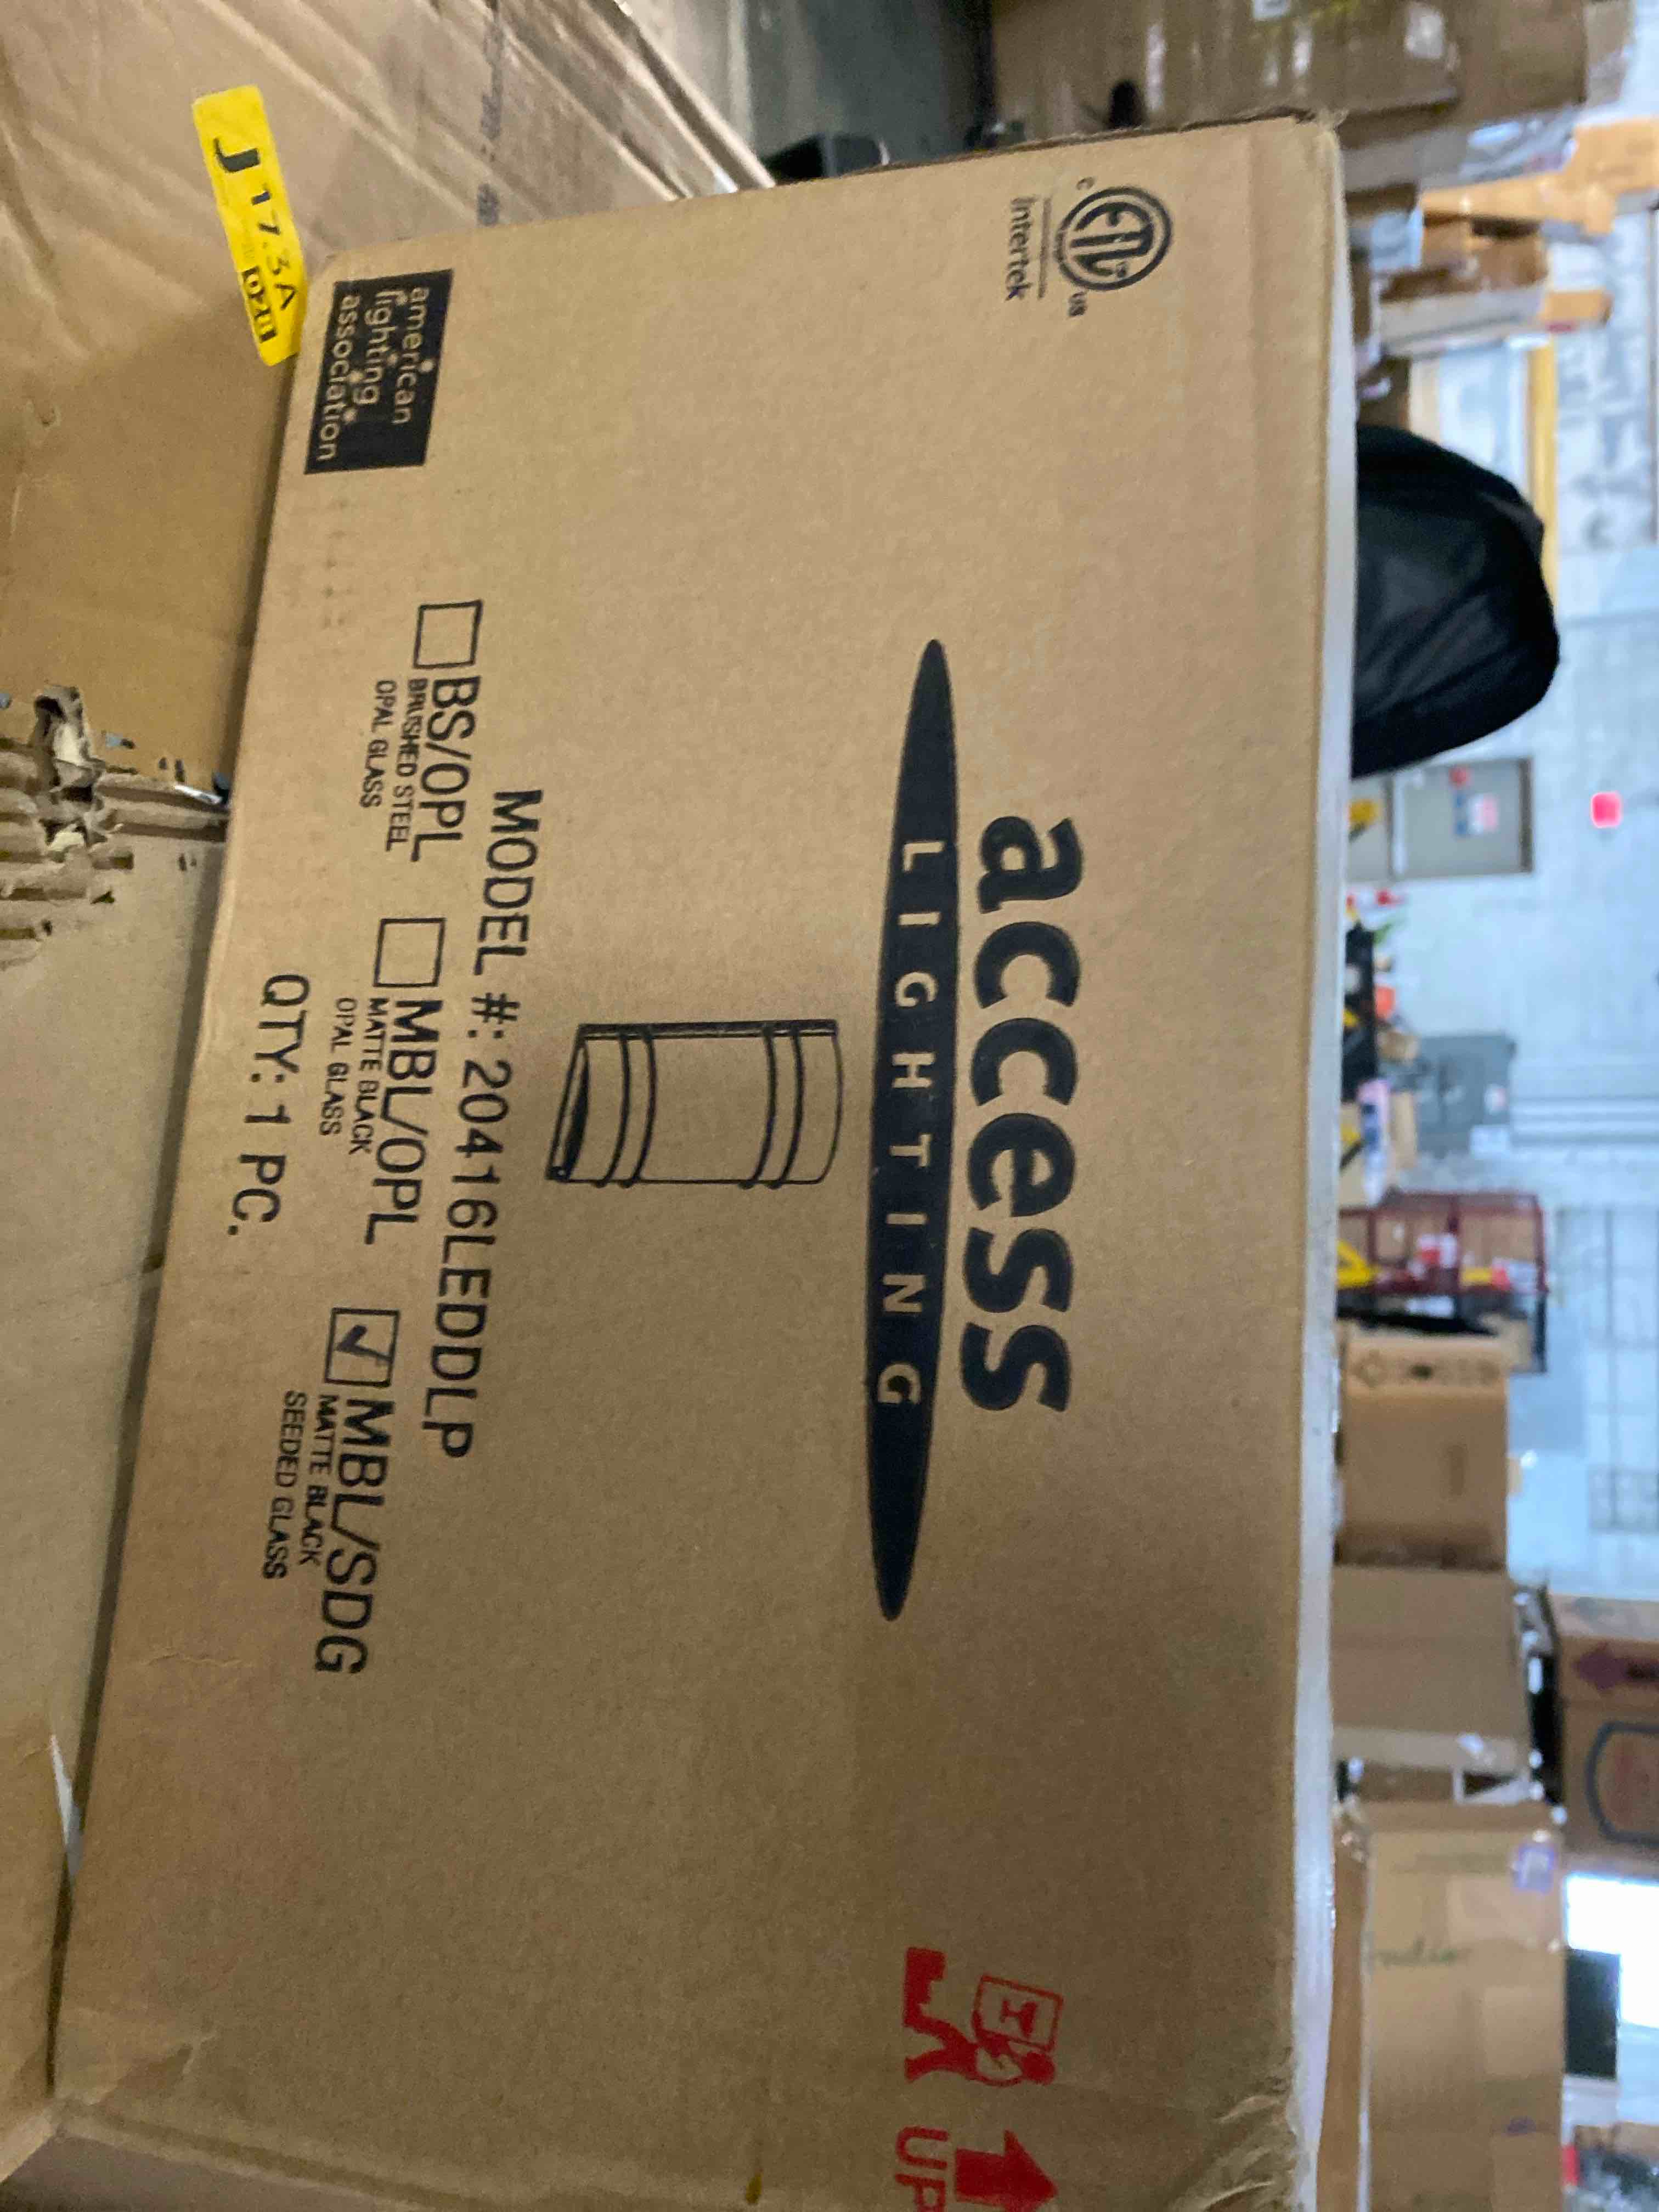 access
LIGHTING
c ETL us
Intertek
MODEL #: 20416LEDDLP
BS/OPL
BRUSHED STEEL
OPAL GLASS
MBL/OPL
MATTE BLACK
OPAL GLASS
MBL/SDG
MATTE BLACK
SEEDED GLASS
QTY: 1 PC.
american
lighting
association
UP
J 17.3A